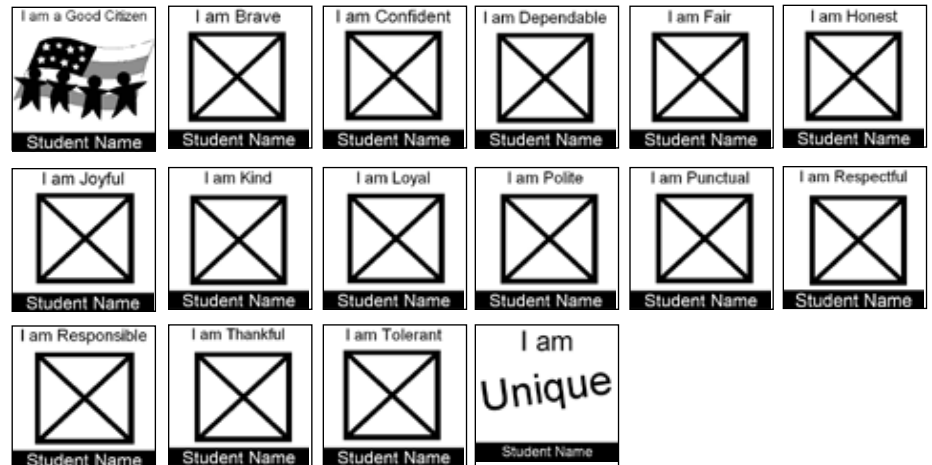 I am a Good Citizen
Student Name
I am Brave
Student Name
I am Confident
Student Name
I am Dependable
Student Name
I am Fair
Student Name
I am Honest
Student Name
I am Joyful
Student Name
I am Kind
Student Name
I am Loyal
Student Name
I am Polite
Student Name
I am Punctual
Student Name
I am Respectful
Student Name
I am Responsible
Student Name
I am Thankful
Student Name
I am Tolerant
Student Name
I am
Unique
Student Name